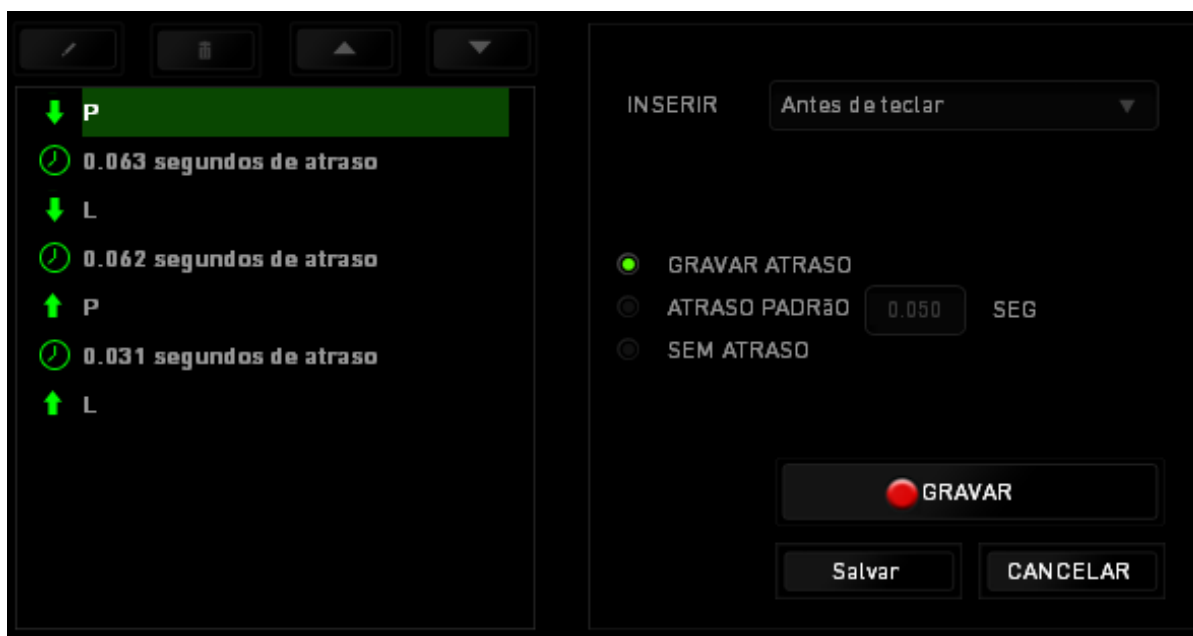 P
0.063 segundos de atraso
L
0.062 segundos de atraso
P
0.031 segundos de atraso
L
INSERIR Antes de teclar
GRAVAR ATRASO
ATRASO PADRãO 0.050 SEG
SEM ATRASO
GRAVAR
Salvar CANCELAR